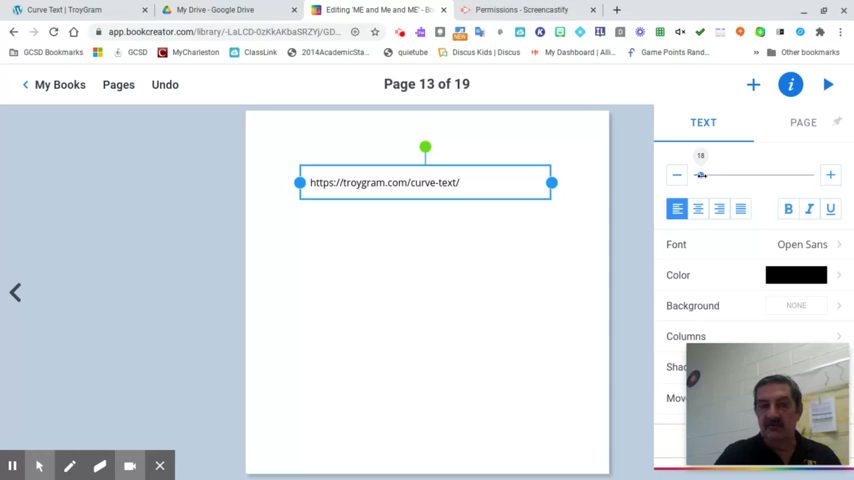 Curve Text | TroyGram
My Drive - Google Drive
Editing 'ME and Me and ME' - Bo
Permissions - Screencastify
app.bookcreator.com/library/-LaLCD-0zKkAKbaSRZYj/GD...
NEW
GCSD Bookmarks
GCSD
MyCharleston
ClassLink
2014AcademicSta...
quietube
Discus Kids | Discus
My Dashboard | Alli...
Game Points Rand...
»
Other bookmarks
My Books
Pages
Undo
Page 13 of 19
TEXT
PAGE
18
https://troygram.com/curve-text/
B I U
Font
Open Sans
Color
Background
NONE
Columns
Sha
Mov